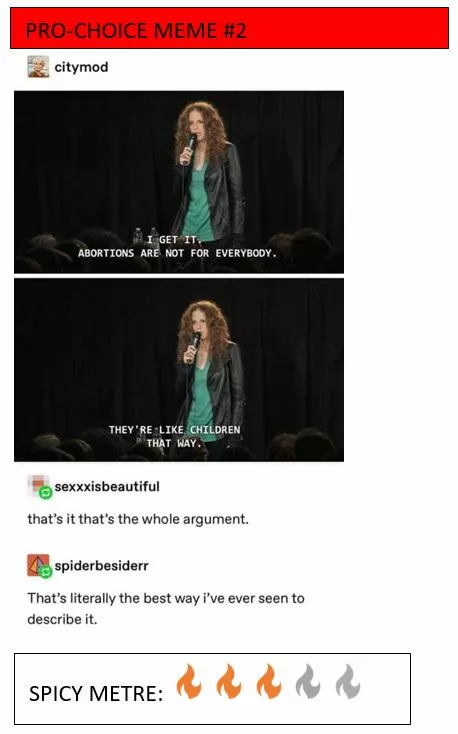 PRO-CHOICE MEME #2
citymod
I GET IT.
ABORTIONS ARE NOT FOR EVERYBODY.
THEY'RE LIKE CHILDREN
THAT WAY.
sexxxisbeautiful
that's it that's the whole argument.
spiderbesiderr
That's literally the best way i've ever seen to
describe it.
SPICY METRE: